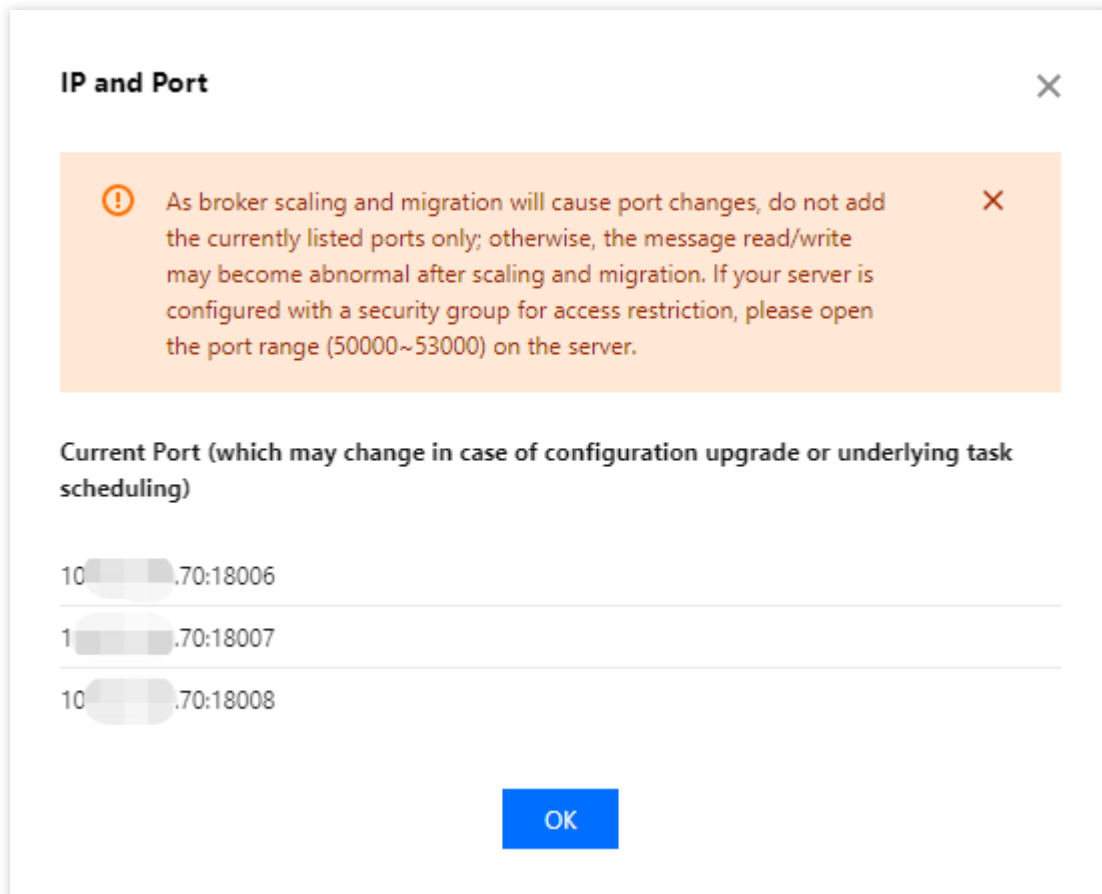 IP and Port
As broker scaling and migration will cause port changes, do not add
the currently listed ports only; otherwise, the message read/write
may become abnormal after scaling and migration. If your server is
configured with a security group for access restriction, please open
the port range (50000~53000) on the server.
Current Port (which may change in case of configuration upgrade or underlying task
scheduling)
10 .70:18006
1 .70:18007
10 .70:18008
OK